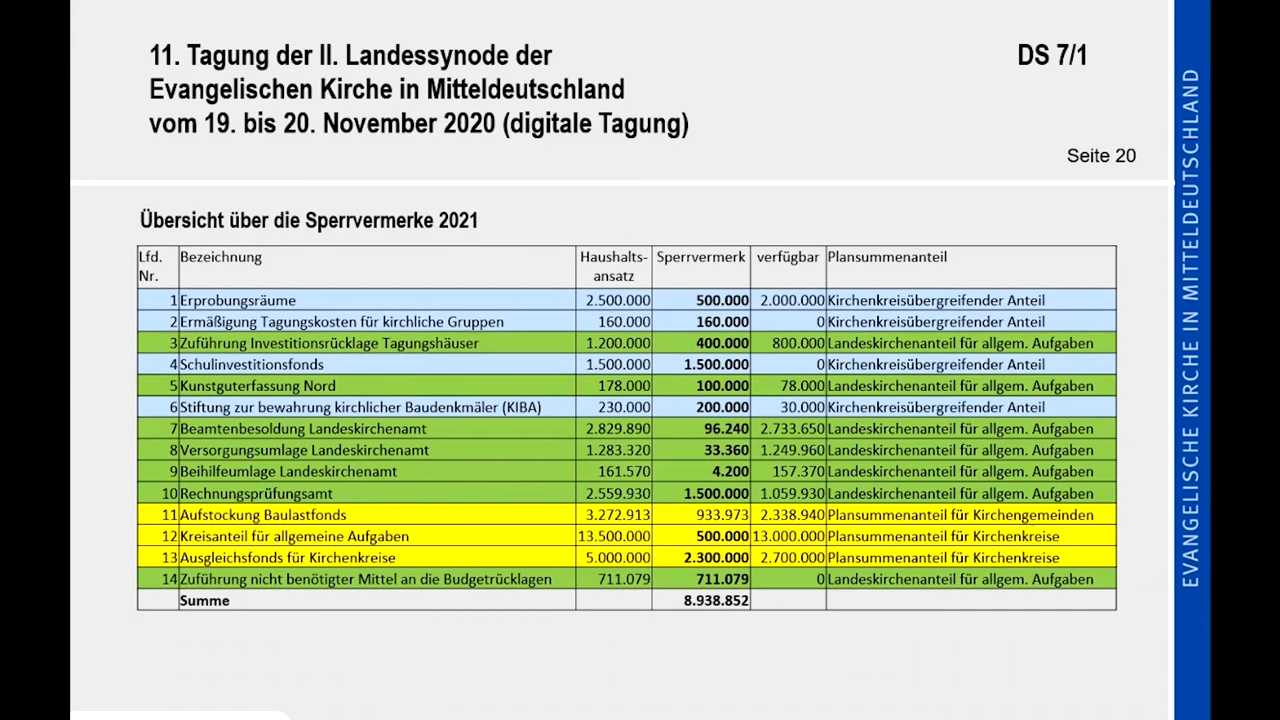 11. Tagung der II. Landessynode der
Evangelischen Kirche in Mitteldeutschland
vom 19. bis 20. November 2020 (digitale Tagung)
DS 7/1
Seite 20
Übersicht über die Sperrvermerke 2021
Lfd. Nr. Bezeichnung Haushalts-ansatz Sperrvermerk verfügbar Plansummenanteil
1 Erprobungsräume 2.500.000 500.000 2.000.000 Kirchenkreisübergreifender Anteil
2 Ermäßigung Tagungskosten für kirchliche Gruppen 160.000 160.000 0 Kirchenkreisübergreifender Anteil
3 Zuführung Investitionsrücklage Tagungshäuser 1.200.000 400.000 800.000 Landeskirchenanteil für allgem. Aufgaben
4 Schulinvestitionsfonds 1.500.000 1.500.000 0 Kirchenkreisübergreifender Anteil
5 Kunstguterfassung Nord 178.000 100.000 78.000 Landeskirchenanteil für allgem. Aufgaben
6 Stiftung zur bewahrung kirchlicher Baudenkmäler (KIBA) 230.000 200.000 30.000 Kirchenkreisübergreifender Anteil
7 Beamtenbesoldung Landeskirchenamt 2.829.890 96.240 2.733.650 Landeskirchenanteil für allgem. Aufgaben
8 Versorgungsumlage Landeskirchenamt 1.283.320 33.360 1.249.960 Landeskirchenanteil für allgem. Aufgaben
9 Beihilfeumlage Landeskirchenamt 161.570 4.200 157.370 Landeskirchenanteil für allgem. Aufgaben
10 Rechnungsprüfungsamt 2.559.930 1.500.000 1.059.930 Landeskirchenanteil für allgem. Aufgaben
11 Aufstockung Baulastfonds 3.272.913 933.973 2.338.940 Plansummenanteil für Kirchengemeinden
12 Kreisanteil für allgemeine Aufgaben 13.500.000 500.000 13.000.000 Plansummenanteil für Kirchenkreise
13 Ausgleichsfonds für Kirchenkreise 5.000.000 2.300.000 2.700.000 Plansummenanteil für Kirchenkreise
14 Zuführung nicht benötigter Mittel an die Budgetrücklagen 711.079 711.079 0 Landeskirchenanteil für allgem. Aufgaben
Summe 8.938.852
EVANGELISCHE KIRCHE IN MITTELDEUTSCHLAND